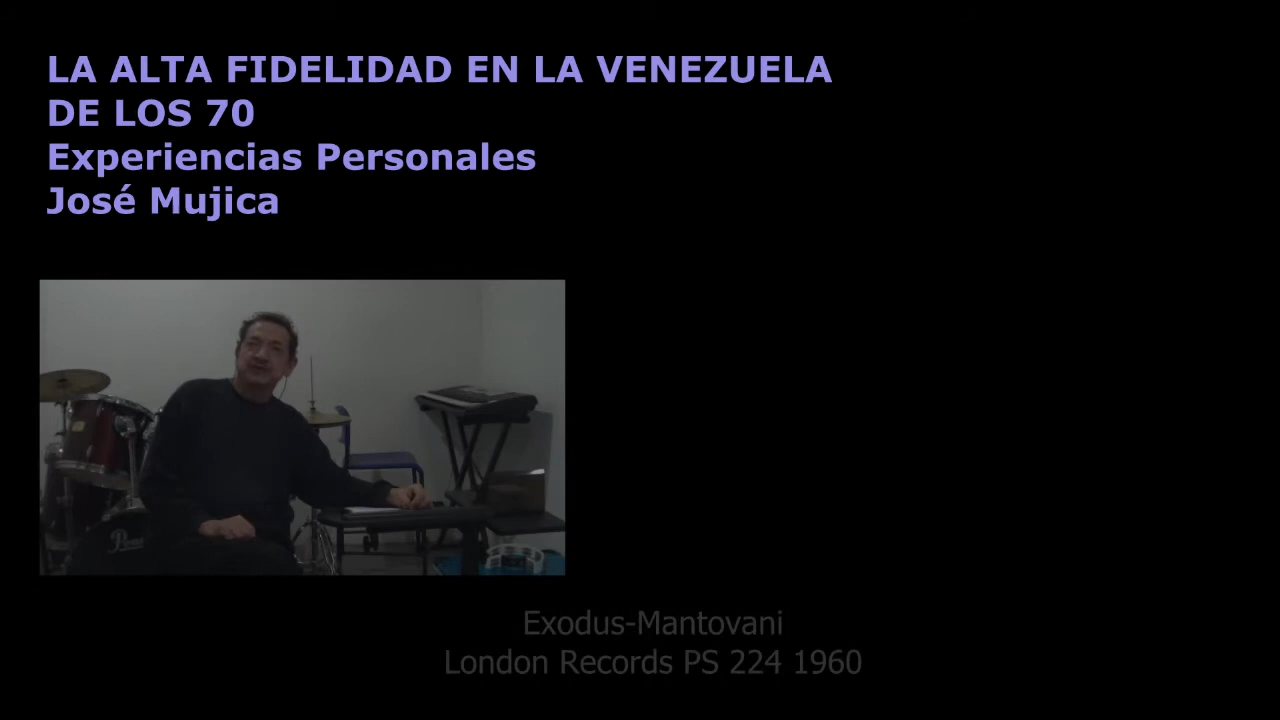 LA ALTA FIDELIDAD EN LA VENEZUELA
DE LOS 70
Experiencias Personales
José Mujica
Exodus-Mantovani
London Records PS 224 1960